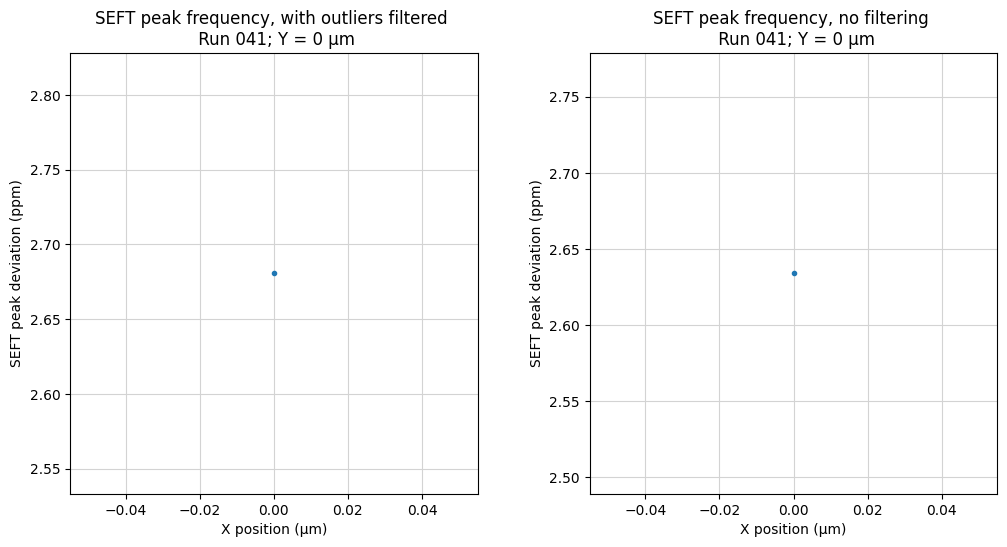 SEFT peak frequency, with outliers filtered
Run 041; Y = 0 μm
2.80
2.75
2.70
2.65
2.60
2.55
SEFT peak deviation (ppm)
−0.04
−0.02
0.00
0.02
0.04
X position (μm)
SEFT peak frequency, no filtering
Run 041; Y = 0 μm
2.75
2.70
2.65
2.60
2.55
2.50
SEFT peak deviation (ppm)
−0.04
−0.02
0.00
0.02
0.04
X position (μm)